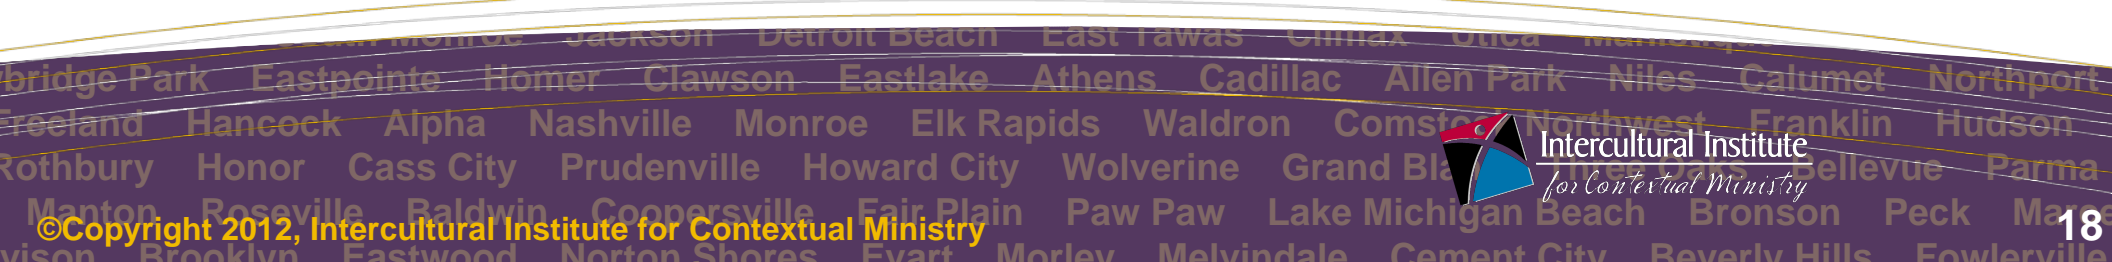 Jackson Detroit Beach East Tawas Climax Utica
bridge Park Eastpointe Homer Clawson Eastlake Athens Cadillac Allen Park Niles Calumet Northport
Freeland Hancock Alpha Nashville Monroe Elk Rapids Waldron Northwest Franklin Hudson
Intercultural Institute
Rothbury Honor Cass City Prudenville Howard City Wolverine Grand Three Oaks Bellevue Parma
for Contextual Ministry
Manton Roseville Baldwin Coopersville Fair Plain Paw Paw Lake Michigan Beach Bronson Peck
©Copyright 2012, Intercultural Institute for Contextual Ministry
18
Brooklyn Eastwood Norton Shores Evart Morley Melvindale Cement City Beverly Hills Fowlerville